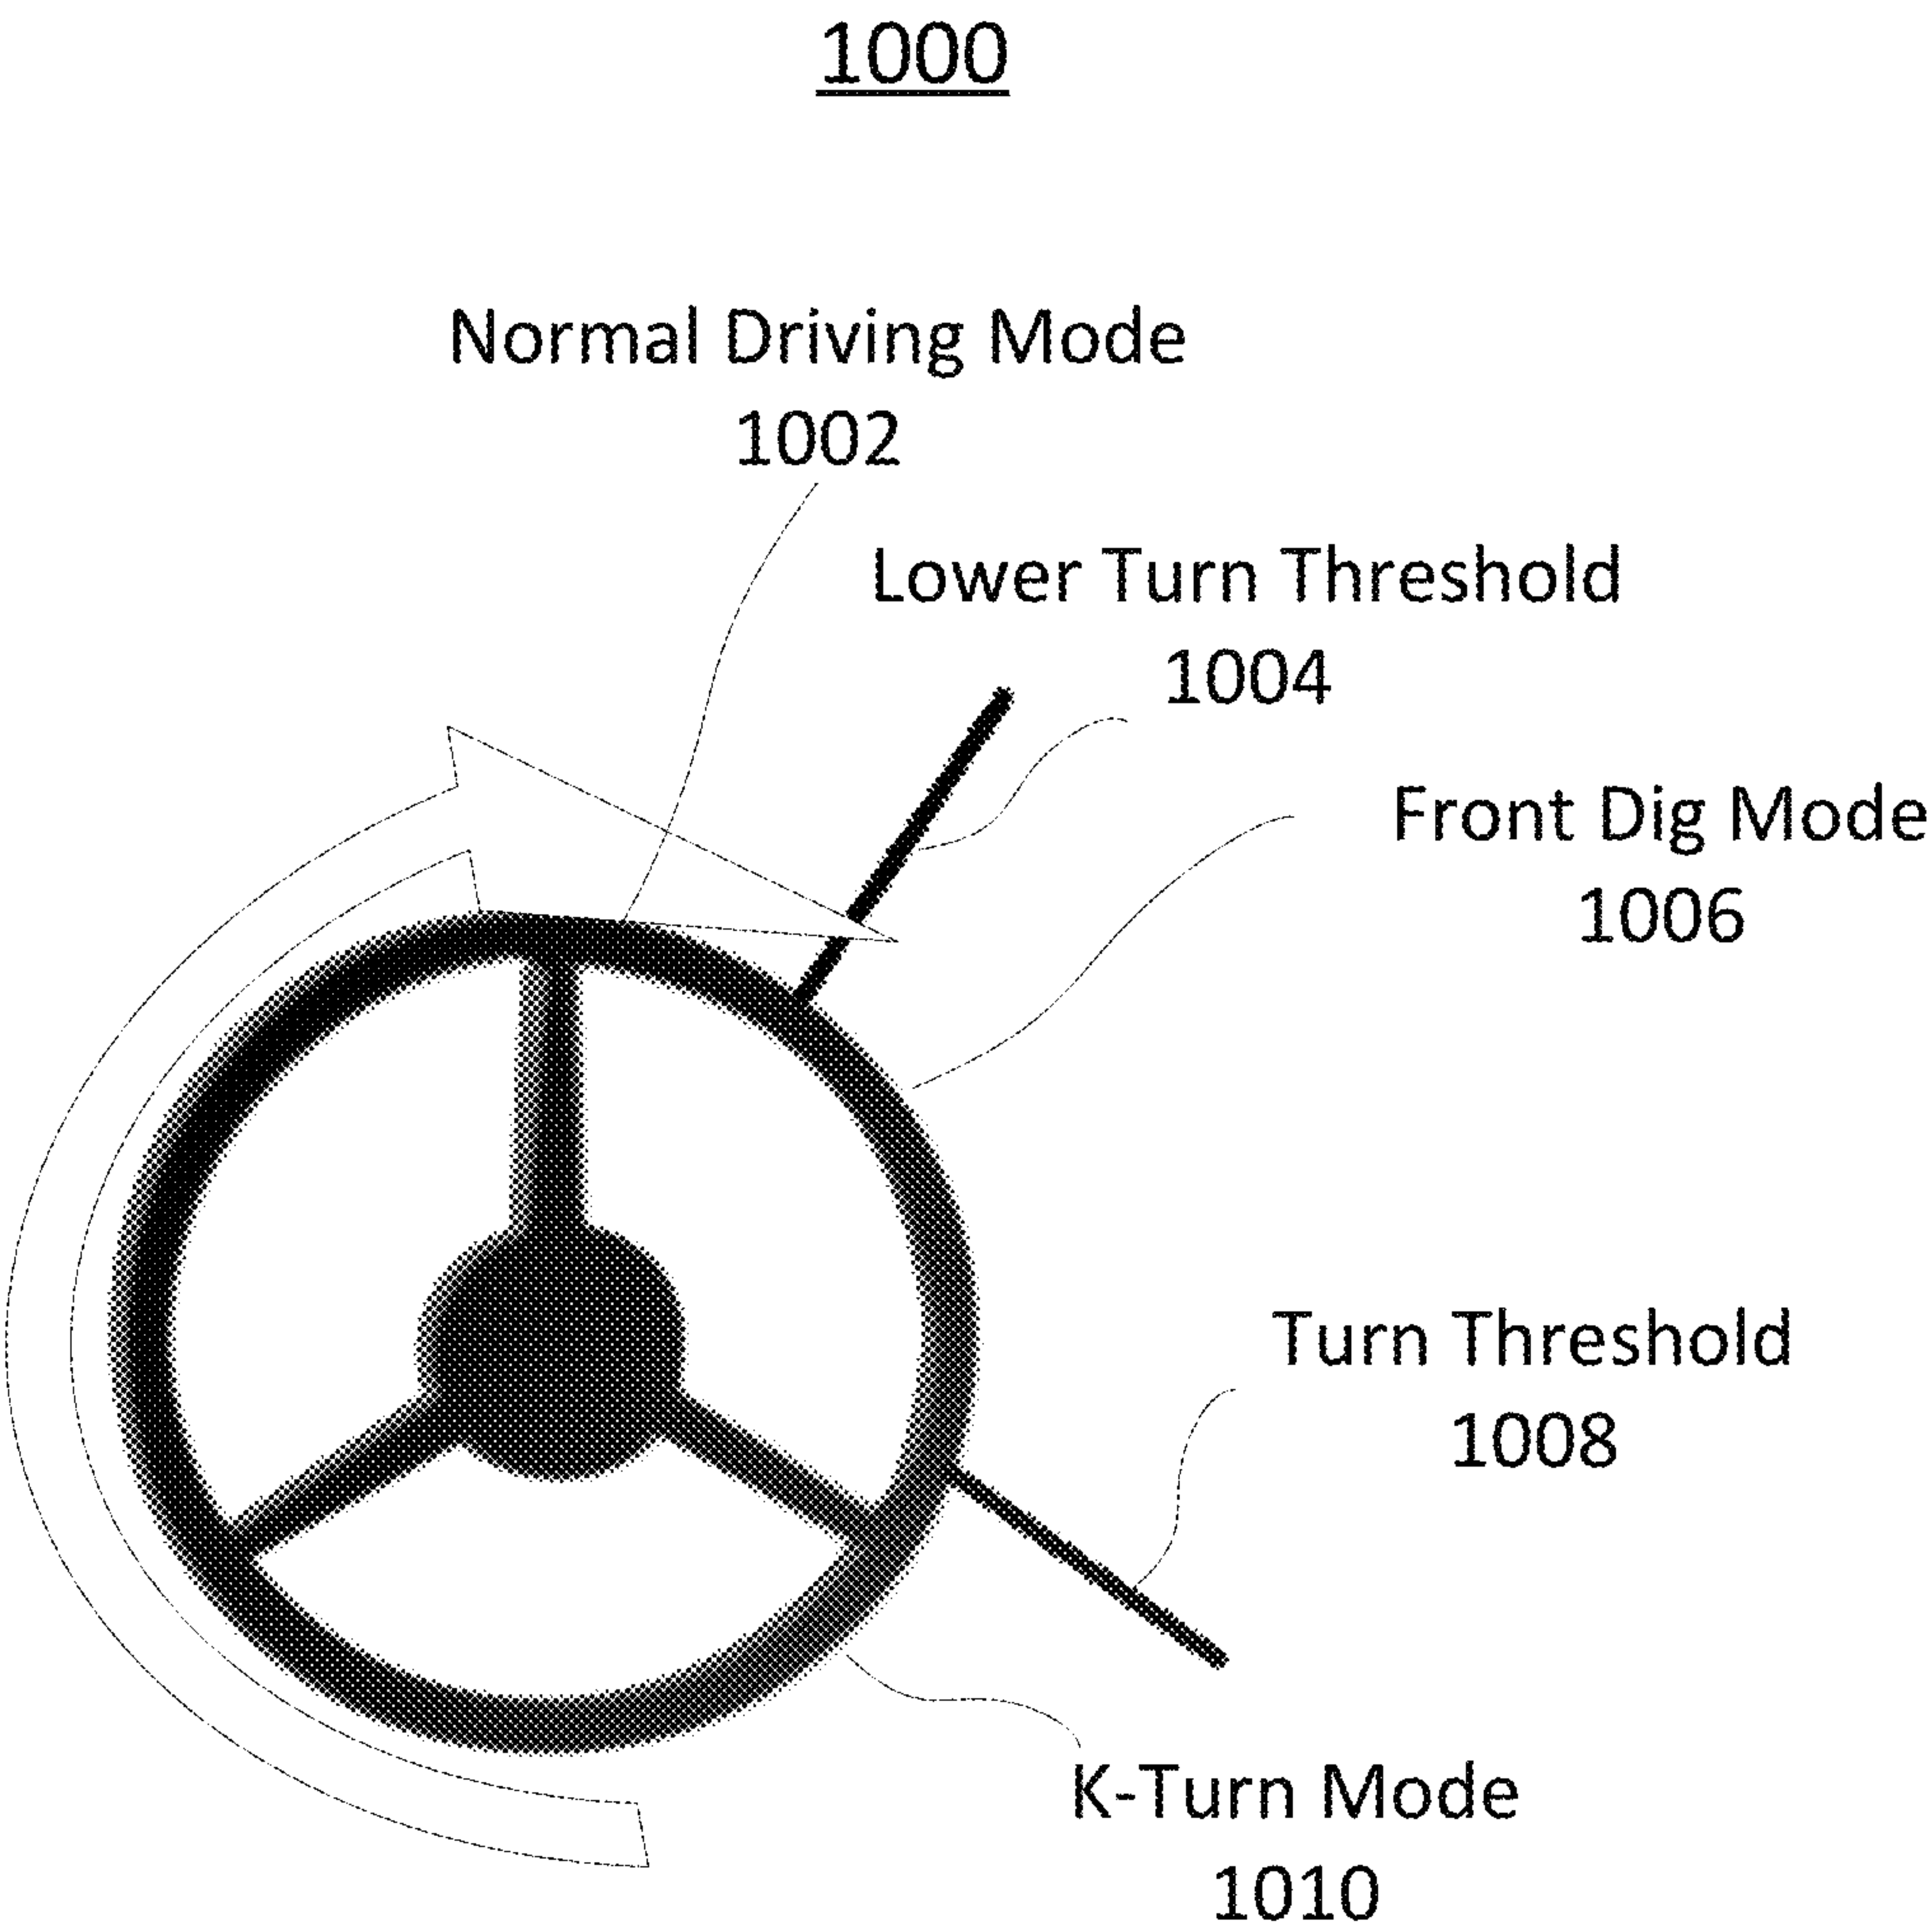 1000
Normal Driving Mode
1002
Lower Turn Threshold
1004
Front Dig Mode
1006
Turn Threshold
1008
K-Turn Mode
1010